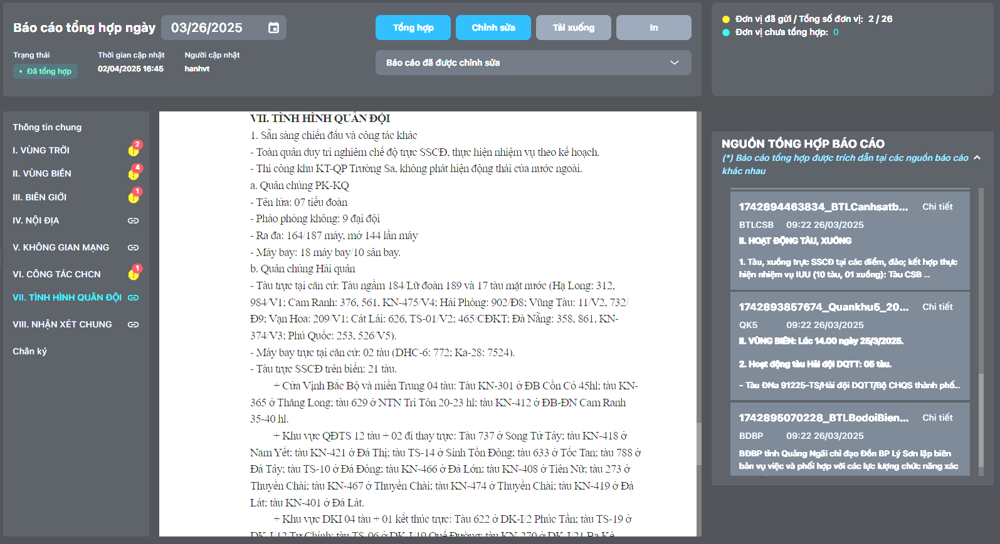 Báo cáo tổng hợp ngày
03/26/2025
Tổng hợp
Chỉnh sửa
Tải xuống
In
Trạng thái
Thời gian cập nhật
Người cập nhật
• Đã tổng hợp
02/04/2025 16:45
hanhvt
Báo cáo đã được chỉnh sửa
Đơn vị đã gửi / Tổng số đơn vị: 2 / 26
Đơn vị chưa tổng hợp: 0
Thông tin chung
I. VÙNG TRỜI
2
II. VÙNG BIỂN
4
III. BIÊN GIỚI
1
IV. NỘI ĐỊA
V. KHÔNG GIAN MẠNG
VI. CÔNG TÁC CHCN
1
VII. TÌNH HÌNH QUÂN ĐỘI
VIII. NHẬN XÉT CHUNG
Chân ký
VII. TÌNH HÌNH QUÂN ĐỘI
1. Sẵn sàng chiến đấu và công tác khác
- Toàn quân duy trì nghiêm chế độ trực SSCĐ, thực hiện nhiệm vụ theo kế hoạch.
- Thi công khu KT-QP Trường Sa, không phát hiện động thái của nước ngoài.
a. Quân chủng PK-KQ
- Tên lửa: 07 tiểu đoàn
- Pháo phòng không: 9 đại đội
- Ra đa: 164/187 máy, mở 144 lần máy
- Máy bay: 18 máy bay/10 sân bay.
b. Quân chủng Hải quân
- Tàu trực tại căn cứ: Tàu ngầm 184/Lữ đoàn 189 và 17 tàu mặt nước (Hạ Long: 312,
984/V1; Cam Ranh: 376, 561, KN-475/V4; Hải Phòng: 902/Đ8; Vũng Tàu: 11/V2, 732/
Đ9; Vạn Hoa: 209/V1; Cát Lái: 626, TS-01/V2; 465/CĐKT; Đà Nẵng: 358, 861, KN-
374/V3; Phú Quốc: 253, 526/V5).
- Máy bay trực tại căn cứ: 02 tàu (DHC-6: 772; Ka-28: 7524).
- Tàu trực SSCĐ trên biển: 21 tàu.
+ Cửa Vịnh Bắc Bộ và miền Trung 04 tàu: Tàu KN-301 ở ĐB Cồn Cỏ 45hl; tàu KN-
365 ở Thăng Long; tàu 629 ở NTN Tri Tôn 20-23 hl; tàu KN-412 ở ĐB-ĐN Cam Ranh
35-40 hl.
+ Khu vực QĐTS 12 tàu + 02 đi thay trực: Tàu 737 ở Song Tử Tây; tàu KN-418 ở
Nam Yết; tàu KN-421 ở Đá Thị; tàu TS-14 ở Sinh Tồn Đông; tàu 633 ở Tốc Tan; tàu 788 ở
Đá Tây; tàu TS-10 ở Đá Đông; tàu KN-466 ở Đá Lớn; tàu KN-408 ở Tiên Nữ; tàu 273 ở
Thuyền Chài; tàu KN-467 ở Thuyền Chài; tàu KN-474 ở Thuyền Chài; tàu KN-419 ở Đá
Lát; tàu KN-401 ở Đá Lát.
+ Khu vực DKI 04 tàu + 01 kết thúc trực: Tàu 622 ở DK-I/2 Phúc Tần; tàu TS-19 ở
DK-I/12 Tư Chính; tàu TS-06 ở DK-I/19 Quế Đường; tàu KN-270 ở DK-I/21 Ba Kè
NGUỒN TỔNG HỢP BÁO CÁO
(*) Báo cáo tổng hợp được trích dẫn tại các nguồn báo cáo
khác nhau
1742894463834_BTLCanhsatb...
Chi tiết
BTLCSB 09:22 26/03/2025
II. HOẠT ĐỘNG TÀU, XUỒNG
1. Tàu, xuồng trực SSCĐ tại các điểm, đảo; kết hợp thực
hiện nhiệm vụ IUU (10 tàu, 01 xuồng): Tàu CSB ...
1742893857674_Quankhu5_20...
Chi tiết
QK5 09:22 26/03/2025
II. VÙNG BIỂN: Lúc 14.00 ngày 25/3/2025.
2. Hoạt động tàu Hải đội DQTT: 05 tàu.
- Tàu ĐNa 91225-TS/Hải đội DQTT/Bộ CHQS thành phố...
1742895070228_BTLBodoiBien...
Chi tiết
BDBP 09:22 26/03/2025
BĐBP tỉnh Quảng Ngãi chỉ đạo Đồn BP Lý Sơn lập biên
bản vụ việc và phối hợp với các lực lượng chức năng xác